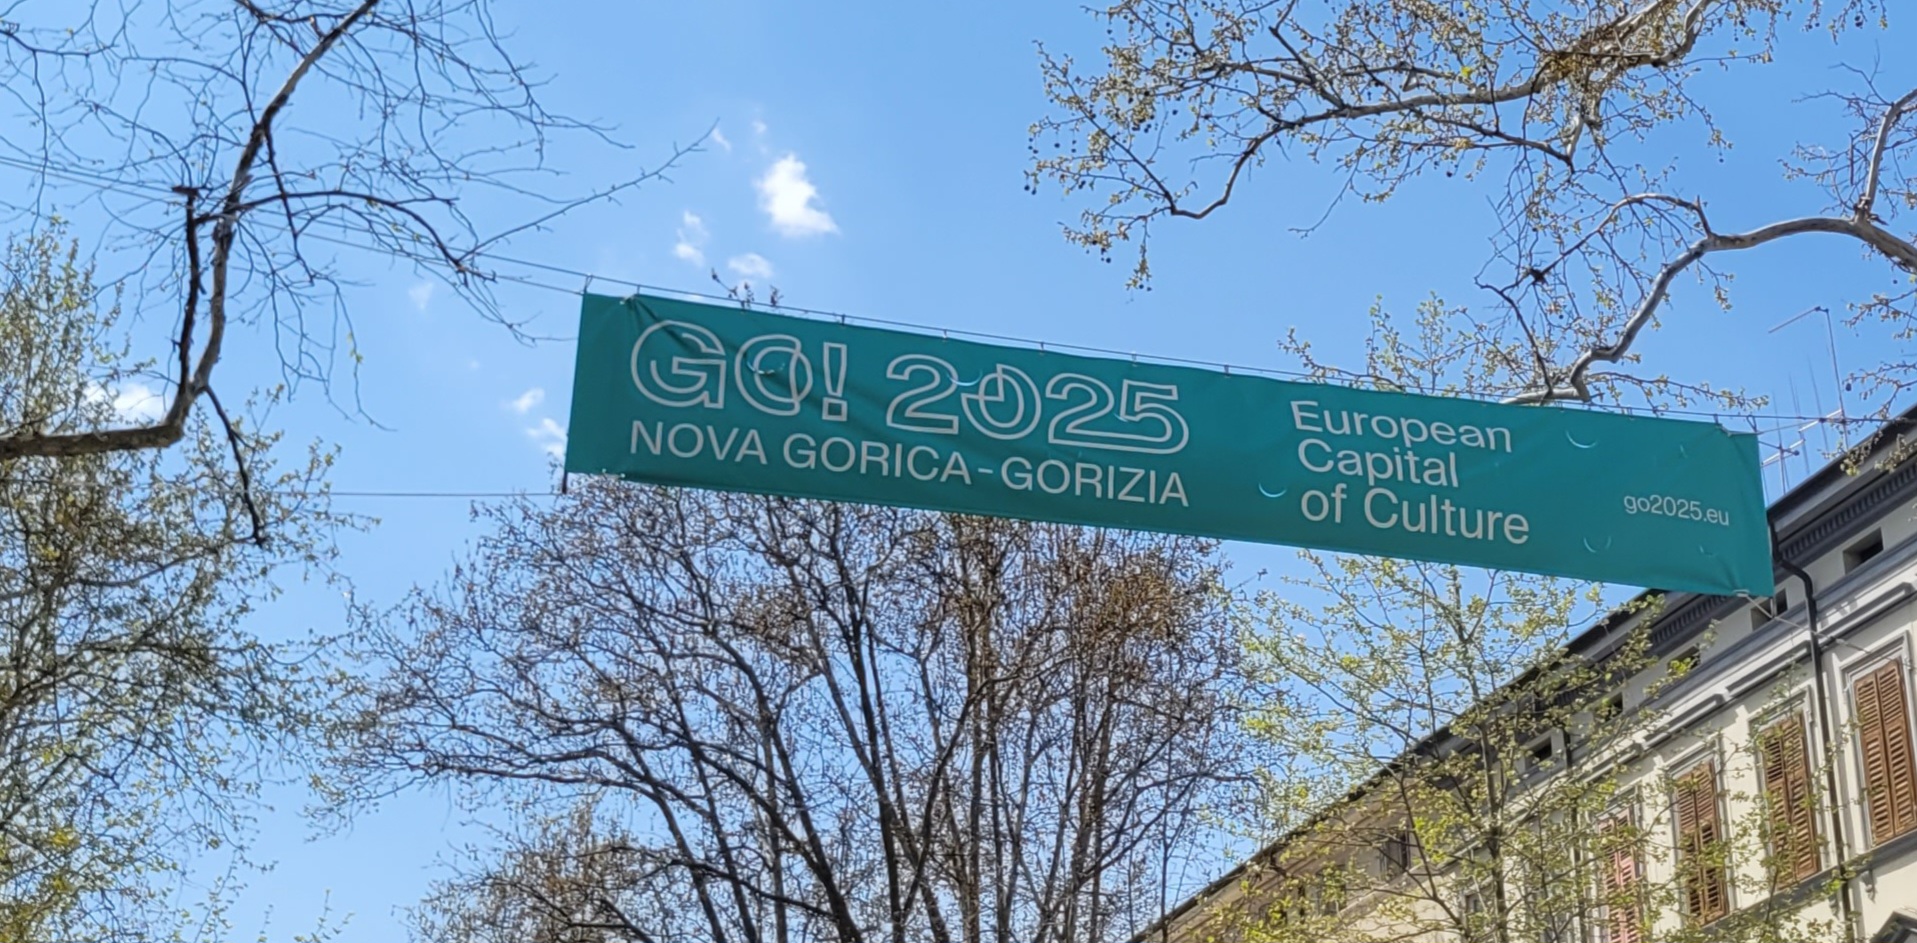 GO! 2025
NOVA GORICA-GORIZIA
European
Capital
of Culture
go2025.eu